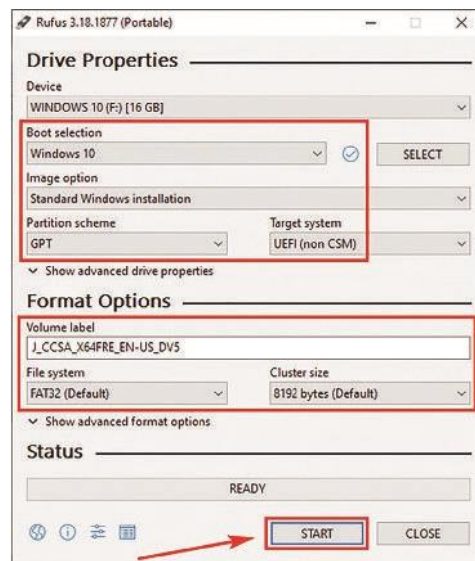 Rufus 3.18.1877 (Portable)
Drive Properties
Device
WINDOWS 10 (F:) [16 GB]
Boot selection
Windows 10
SELECT
Image option
Standard Windows installation
Partition scheme Target system
GPT UEFI (non CSM)
Show advanced drive properties
Format Options
Volume label
J_CCSA_X64FRE_EN-US_DV5
File system Cluster size
FAT32 (Default) 8192 bytes (Default)
Show advanced format options
Status
READY
START CLOSE